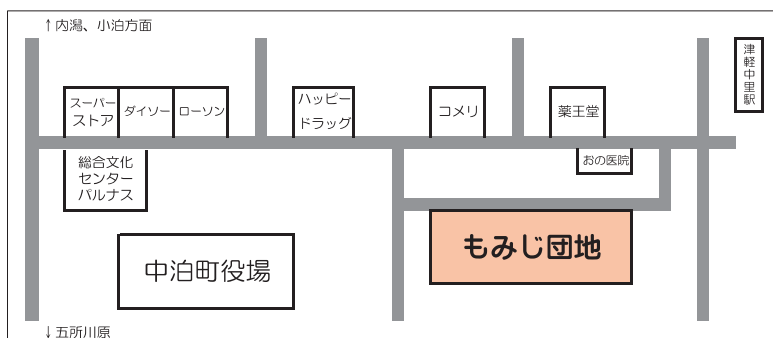 ↑内潟、小泊方面
津軽中里駅
スーパー
ストア
ダイソー
ローソン
ハッピー
ドラッグ
コメリ
薬王堂
総合文化
センター
パルナス
おの医院
もみじ団地
中泊町役場
↓五所川原